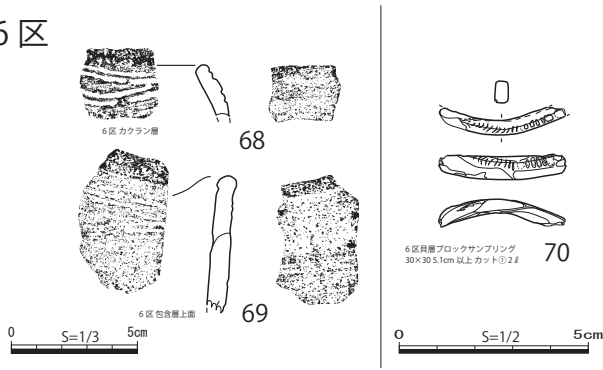 6 区
6 区 カクラン層
68
6 区 包含層上面
69
0 S=1/3 5cm
6 区貝層ブロックサンプリング
30×30 5.1cm 以上 カット① 2ℓ
70
0 S=1/2 5cm